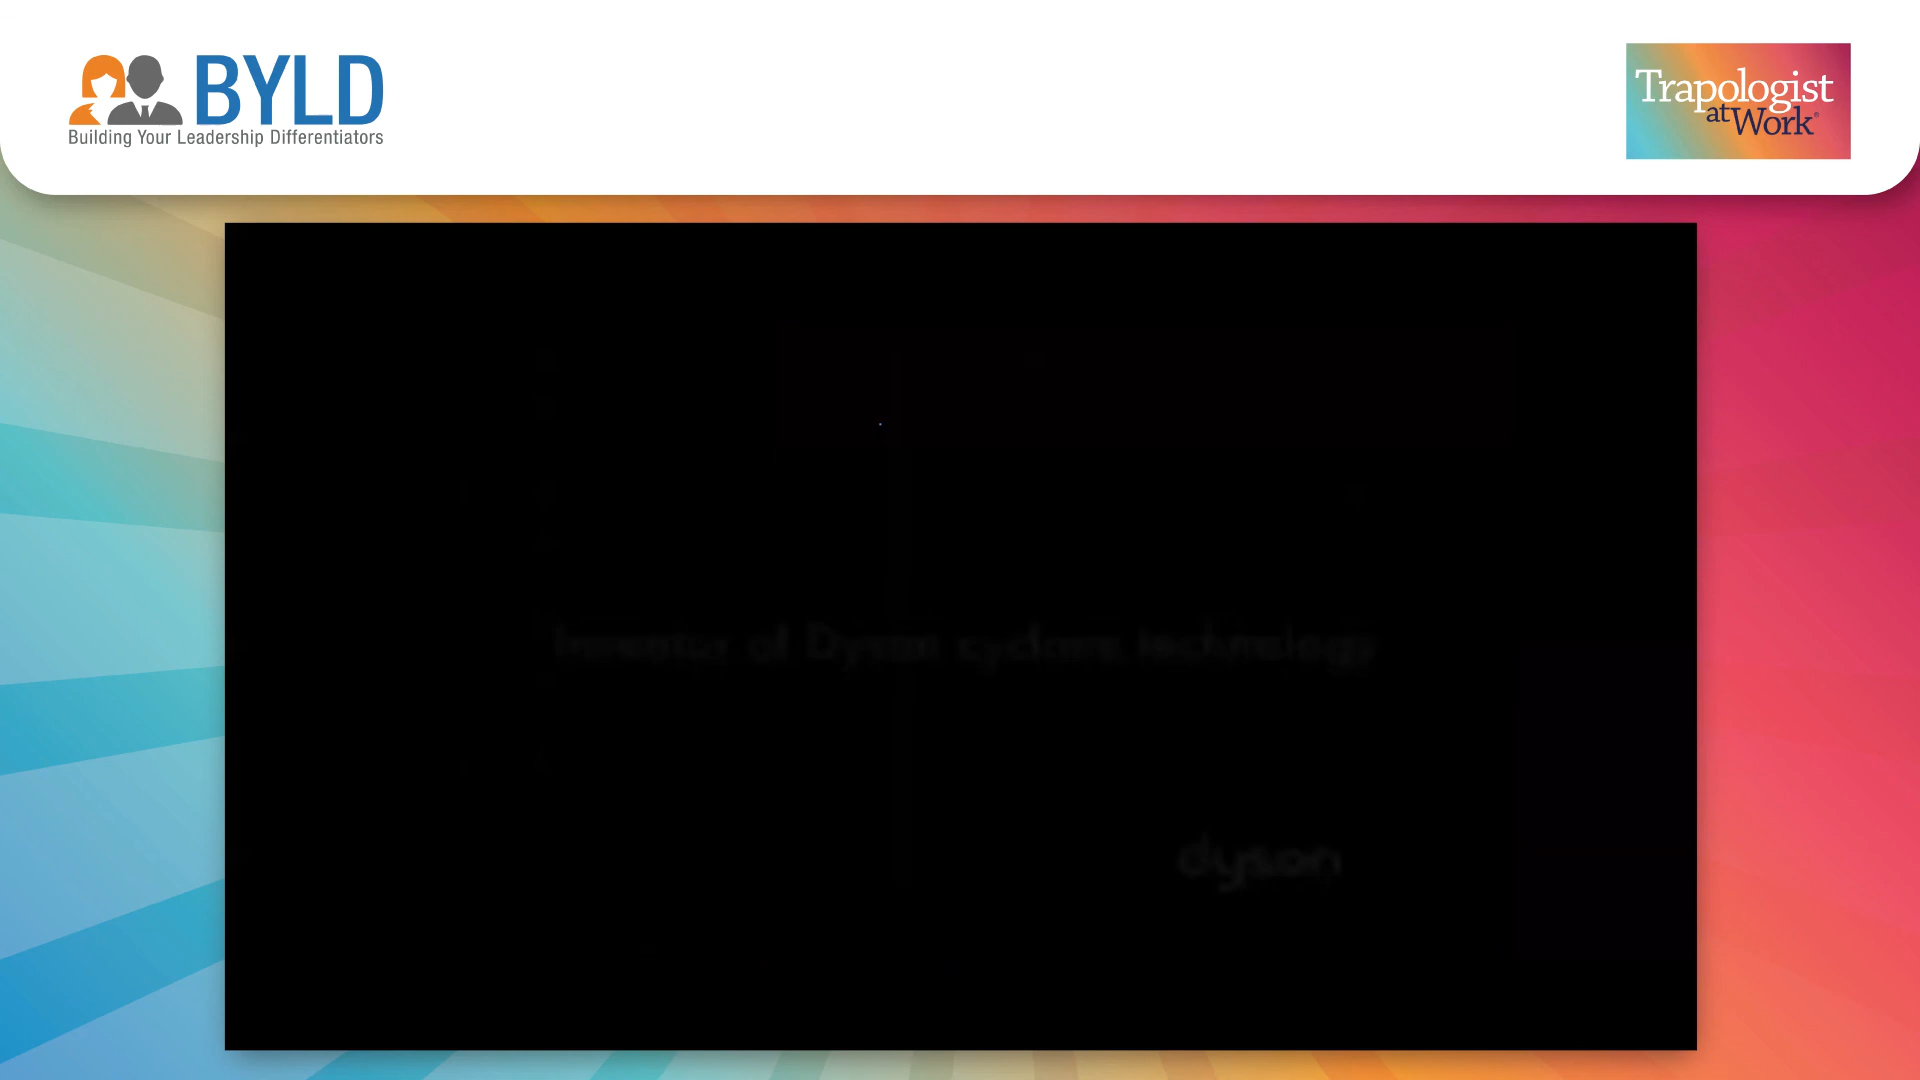 BYLD
Building Your Leadership Differentiators
Trapologist
at Work®
Inventor of Dyson cyclone technology
dyson